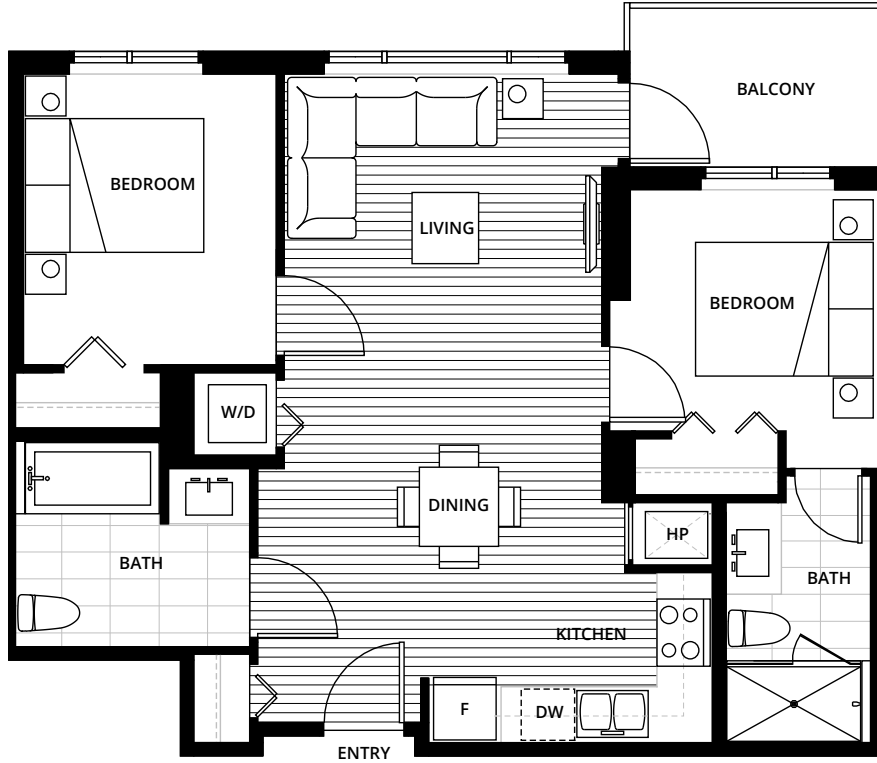 BALCONY
BEDROOM
LIVING
BEDROOM
W/D
DINING
HP
BATH
BATH
KITCHEN
F
DW
ENTRY